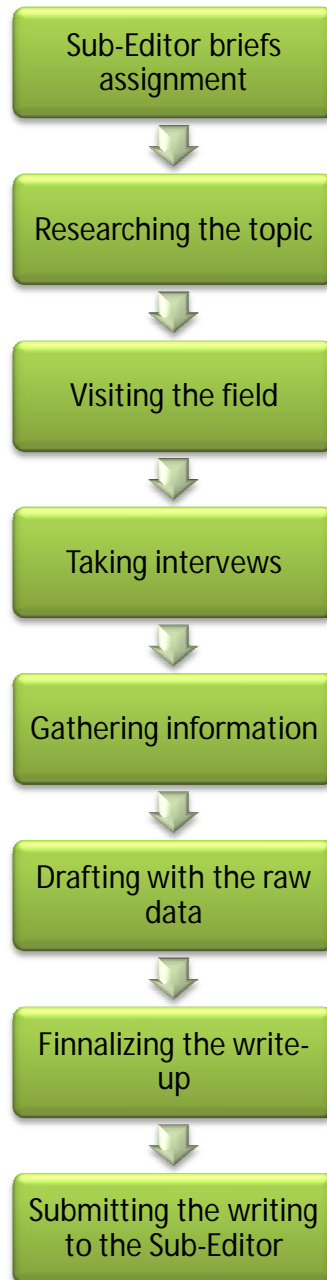 Sub-Editor briefs
assignment
Researching the topic
Visiting the field
Taking intervews
Gathering information
Drafting with the raw
data
Finnalizing the write-
up
Submitting the writing
to the Sub-Editor